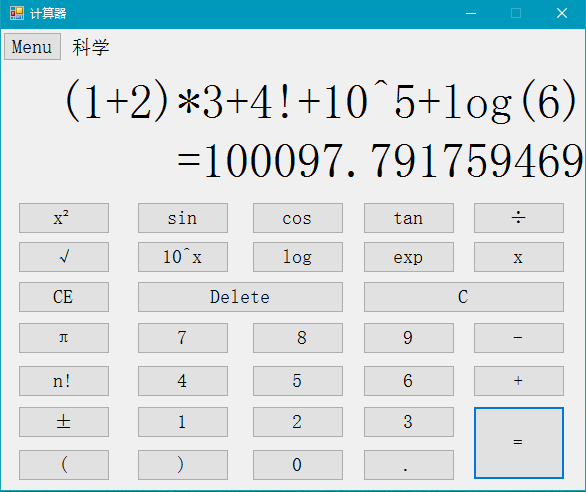 计算器
Menu 科学
(1+2)*3+4!+10^5+log(6)
=100097.791759469
x² sin cos tan ÷
√ 10^x log exp x
CE Delete C
π 7 8 9 -
n! 4 5 6 +
± 1 2 3 =
( ) 0 .